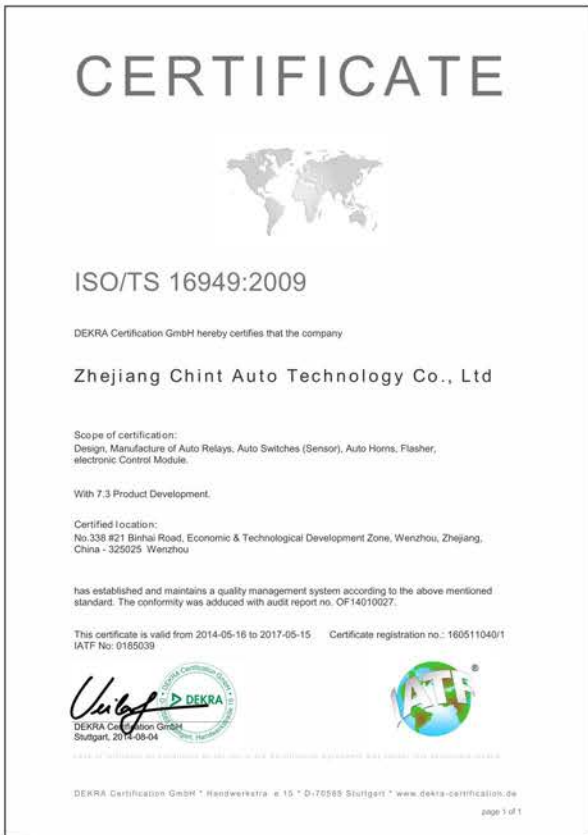 CERTIFICATE
ISO/TS 16949:2009
DEKRA Certification GmbH hereby certifies that the company
Zhejiang Chint Auto Technology Co., Ltd
Scope of certification:
Design, Manufacture of Auto Relays, Auto Switches (Sensor), Auto Horns, Flasher,
electronic Control Module.
With 7.3 Product Development.
Certified location:
No.338 #21 Binhai Road, Economic & Technological Development Zone, Wenzhou, Zhejiang,
China - 325025 Wenzhou
has established and maintains a quality management system according to the above mentioned
standard. The conformity was adduced with audit report no. OF14010027.
This certificate is valid from 2014-05-16 to 2017-05-15 Certificate registration no.: 160511040/1
IATF No: 0185039
DEKRA
IATF
®
DEKRA Certification GmbH
Stuttgart, 2014-08-04
DEKRA Certification GmbH * Handwerkstra e 15 * D-70565 Stuttgart * www.dekra-certification.de
page 1 of 1